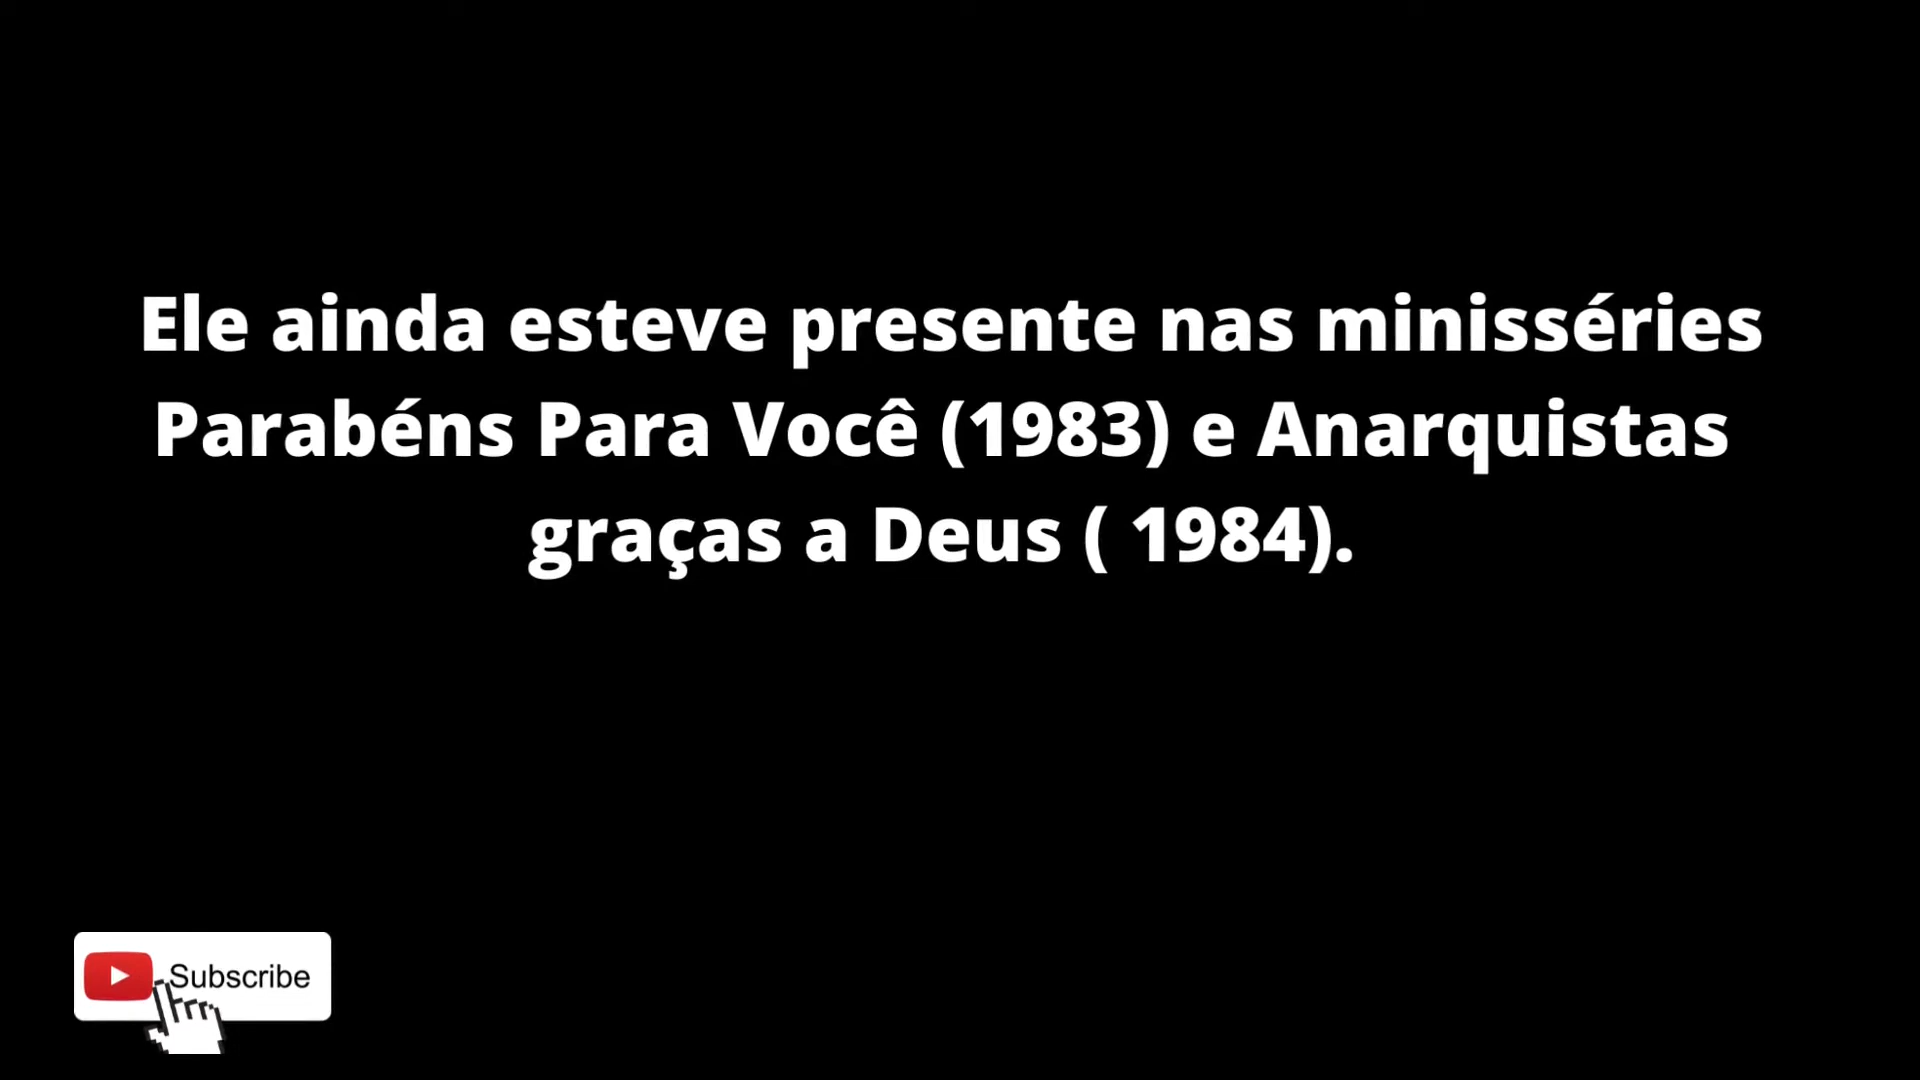 Ele ainda esteve presente nas minisséries
Parabéns Para Você (1983) e Anarquistas
graças a Deus ( 1984).
Subscribe